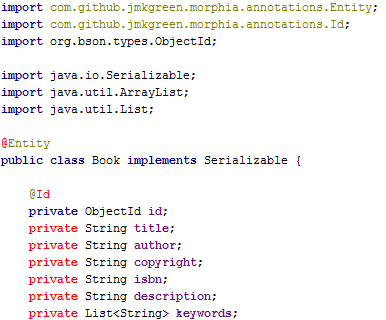 import com.github.jmkgreen.morphia.annotations.Entity;
import com.github.jmkgreen.morphia.annotations.Id;
import org.bson.types.ObjectId;
import java.io.Serializable;
import java.util.ArrayList;
import java.util.List;
@Entity
public class Book implements Serializable {
@Id
private ObjectId id;
private String title;
private String author;
private String copyright;
private String isbn;
private String description;
private List<String> keywords;